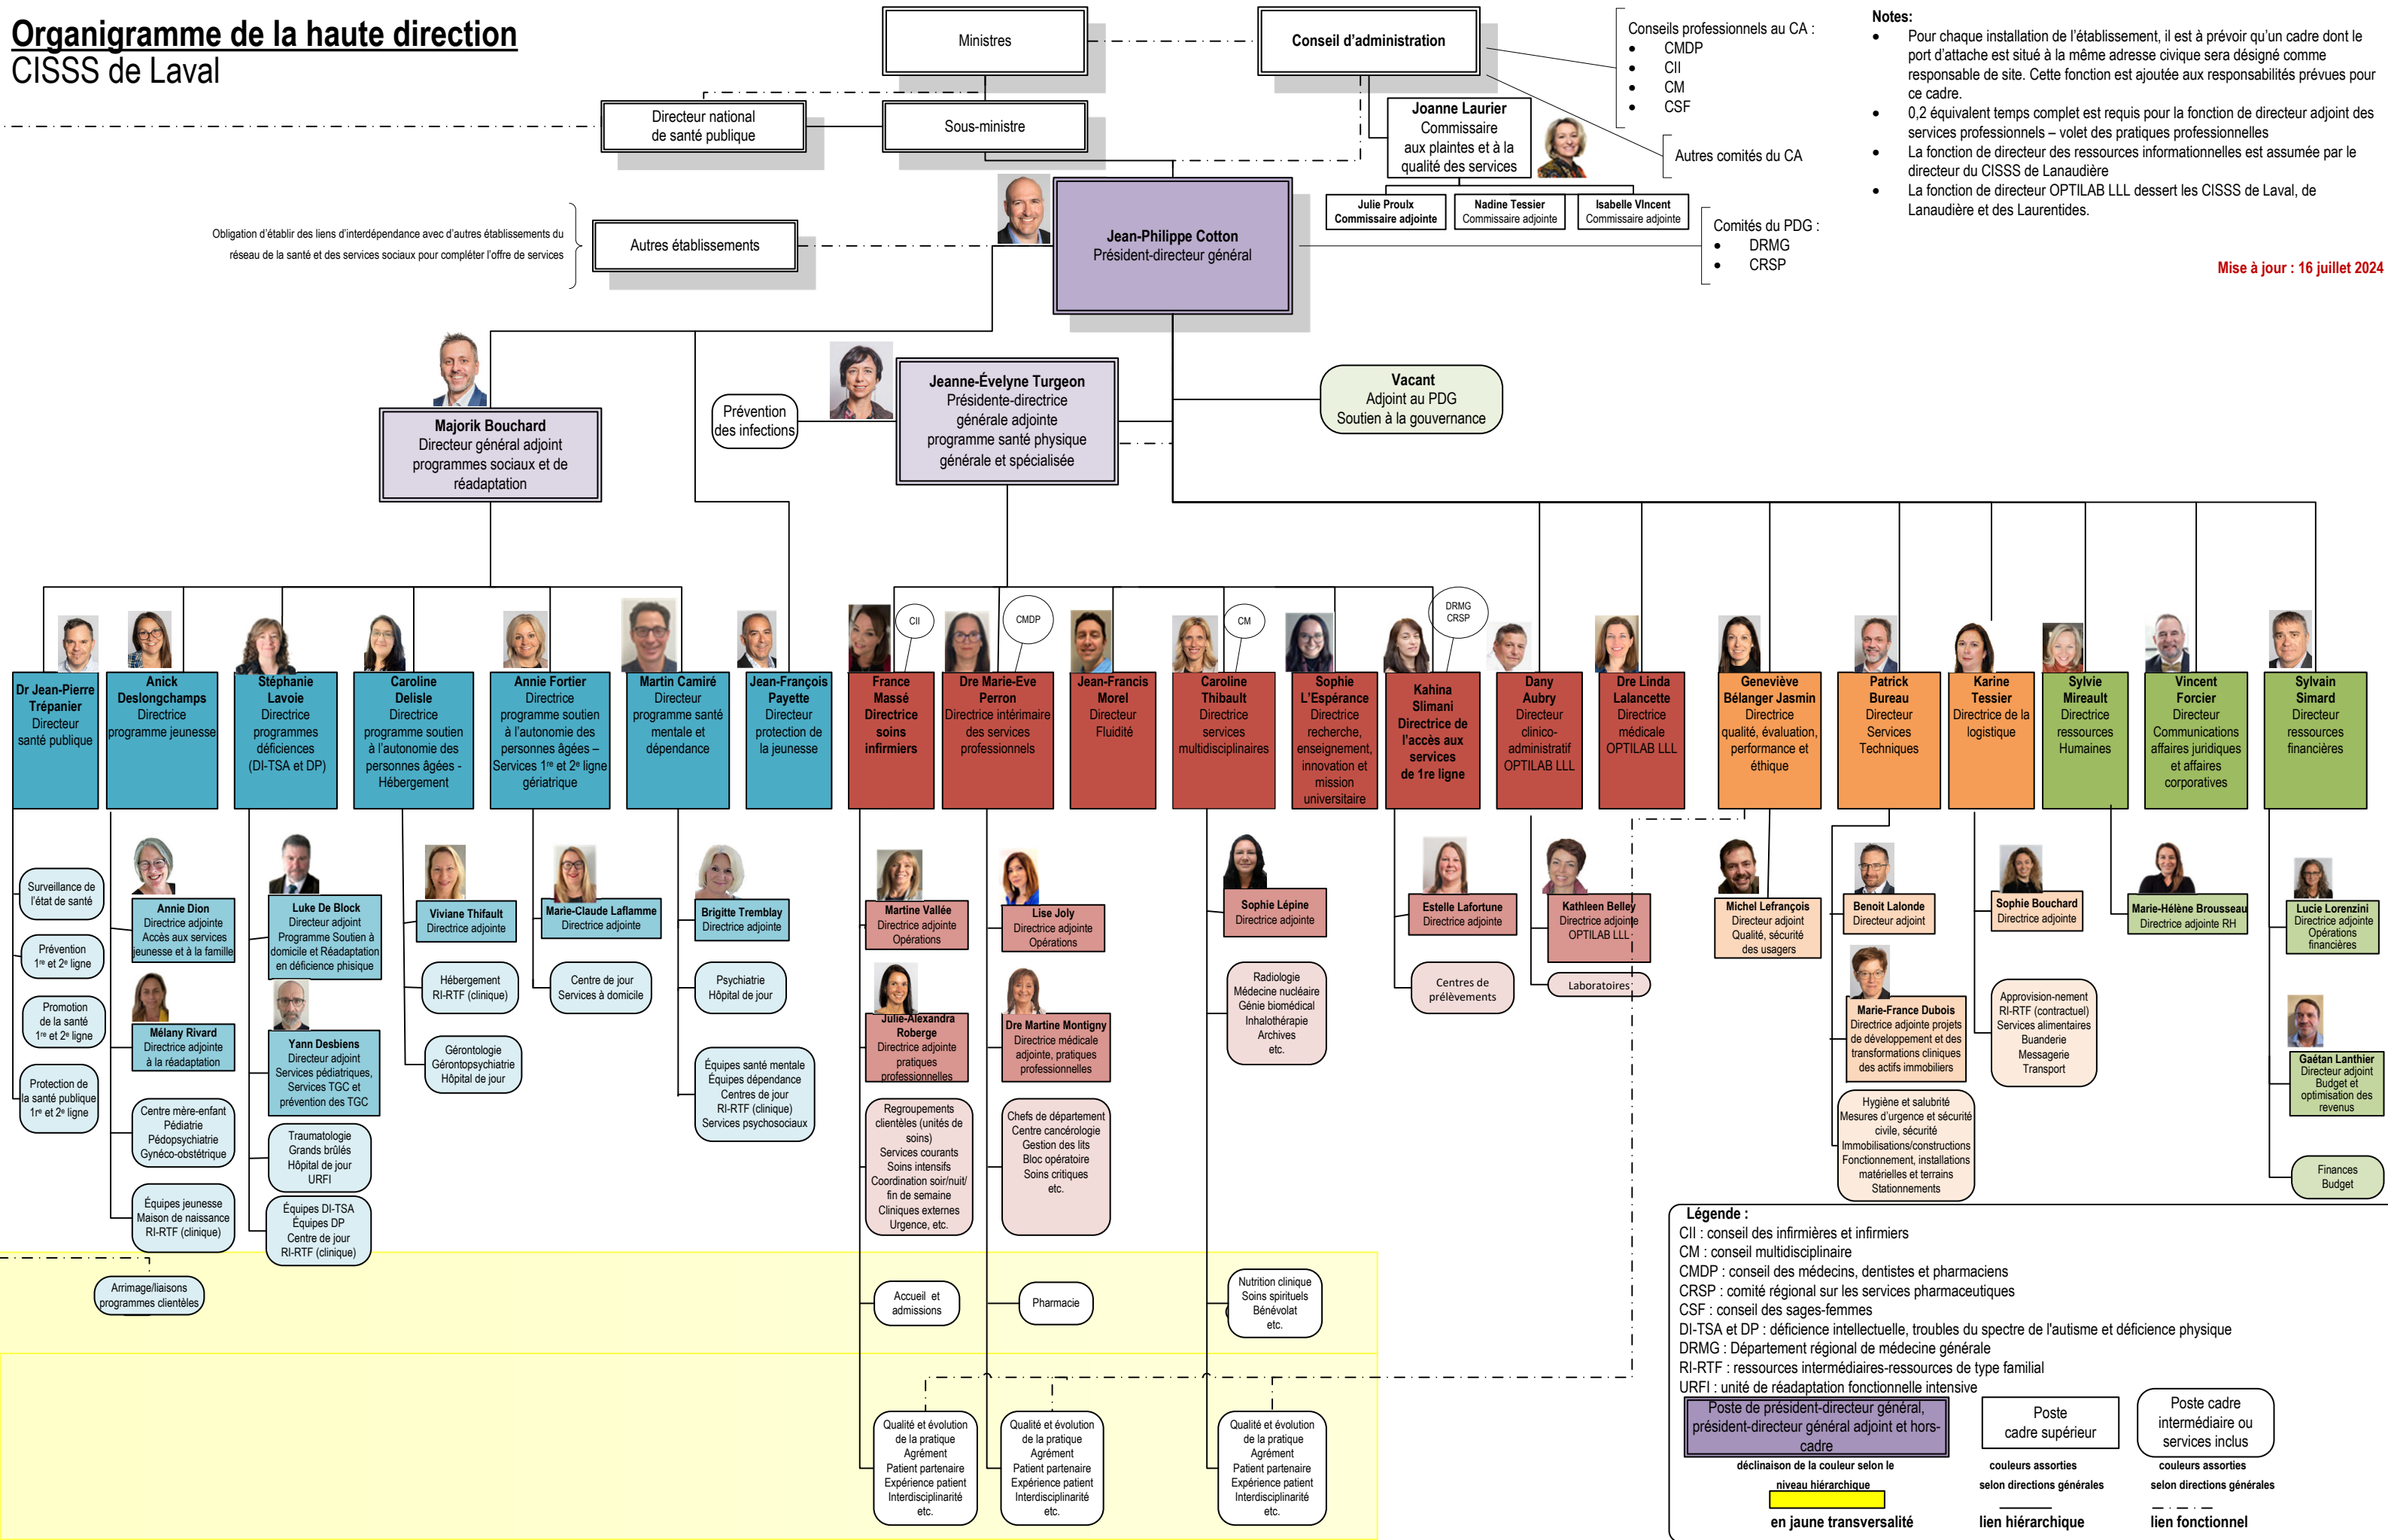 Organigramme de la haute direction
CISSS de Laval
Ministres
Conseil d'administration
Conseils professionnels au CA :
• CMDP
• CII
• CM
• CSF
Notes:
• Pour chaque installation de l'établissement, il est à prévoir qu'un cadre dont le
port d'attache est situé à la même adresse civique sera désigné comme
responsable de site. Cette fonction est ajoutée aux responsabilités prévues pour
ce cadre.
• 0,2 équivalent temps complet est requis pour la fonction de directeur adjoint des
services professionnels – volet des pratiques professionnelles
• La fonction de directeur des ressources informationnelles est assumée par le
directeur du CISSS de Lanaudière
• La fonction de directeur OPTILAB LLL dessert les CISSS de Laval, de
Lanaudière et des Laurentides.
Mise à jour : 16 juillet 2024
Directeur national
de santé publique
Sous-ministre
Joanne Laurier
Commissaire
aux plaintes et à la
qualité des services
Autres comités du CA
Julie Proulx
Commissaire adjointe
Nadine Tessier
Commissaire adjointe
Isabelle VIncent
Commissaire adjointe
Obligation d'établir des liens d'interdépendance avec d'autres établissements du
réseau de la santé et des services sociaux pour compléter l'offre de services
Autres établissements
Jean-Philippe Cotton
Président-directeur général
Comités du PDG :
• DRMG
• CRSP
Majorik Bouchard
Directeur général adjoint
programmes sociaux et de
réadaptation
Prévention
des infections
Jeanne-Évelyne Turgeon
Présidente-directrice
générale adjointe
programme santé physique
générale et spécialisée
Vacant
Adjoint au PDG
Soutien à la gouvernance
CII
CMDP
CM
DRMG
CRSP
Dr Jean-Pierre
Trépanier
Directeur
santé publique
Anick
Deslongchamps
Directrice
programme jeunesse
Stéphanie
Lavoie
Directrice
programmes
déficiences
(DI-TSA et DP)
Caroline
Delisle
Directrice
programme soutien
à l'autonomie des
personnes âgées -
Hébergement
Annie Fortier
Directrice
programme soutien
à l'autonomie des
personnes âgées –
Services 1re et 2e ligne
gériatrique
Martin Camiré
Directeur
programme santé
mentale et
dépendance
Jean-François
Payette
Directeur
protection de
la jeunesse
France
Massé
Directrice
soins
infirmiers
Dre Marie-Eve
Perron
Directrice intérimaire
des services
professionnels
Jean-Francis
Morel
Directeur
Fluidité
Caroline
Thibault
Directrice
services
multidisciplinaires
Sophie
L'Espérance
Directrice
recherche,
enseignement,
innovation et
mission
universitaire
Kahina
Slimani
Directrice de
l'accès aux
services
de 1re ligne
Dany
Aubry
Directeur
clinico-
administratif
OPTILAB LLL
Dre Linda
Lalancette
Directrice
médicale
OPTILAB LLL
Geneviève
Bélanger Jasmin
Directrice
qualité, évaluation,
performance et
éthique
Patrick
Bureau
Directeur
Services
Techniques
Karine
Tessier
Directrice de la
logistique
Sylvie
Mireault
Directrice
ressources
Humaines
Vincent
Forcier
Directeur
Communications
affaires juridiques
et affaires
corporatives
Sylvain
Simard
Directeur
ressources
financières
Surveillance de
l'état de santé
Prévention
1re et 2e ligne
Promotion
de la santé
1re et 2e ligne
Protection de
la santé publique
1re et 2e ligne
Annie Dion
Directrice adjointe
Accès aux services
jeunesse et à la famille
Mélany Rivard
Directrice adjointe
à la réadaptation
Centre mère-enfant
Pédiatrie
Pédopsychiatrie
Gynéco-obstétrique
Équipes jeunesse
Maison de naissance
RI-RTF (clinique)
Luke De Block
Directeur adjoint
Programme Soutien à
domicile et Réadaptation
en déficience phisique
Yann Desbiens
Directeur adjoint
Services pédiatriques,
Services TGC et
prévention des TGC
Traumatologie
Grands brûlés
Hôpital de jour
URFI
Équipes DI-TSA
Équipes DP
Centre de jour
RI-RTF (clinique)
Viviane Thifault
Directrice adjointe
Hébergement
RI-RTF (clinique)
Gérontologie
Gérontopsychiatrie
Hôpital de jour
Marie-Claude Laflamme
Directrice adjointe
Centre de jour
Services à domicile
Brigitte Tremblay
Directrice adjointe
Psychiatrie
Hôpital de jour
Équipes santé mentale
Équipes dépendance
Centres de jour
RI-RTF (clinique)
Services psychosociaux
Martine Vallée
Directrice adjointe
Opérations
Julie-Alexandra
Roberge
Directrice adjointe
pratiques
professionnelles
Regroupements
clientèles (unités de
soins)
Services courants
Soins intensifs
Coordination soir/nuit/
fin de semaine
Cliniques externes
Urgence, etc.
Lise Joly
Directrice adjointe
Opérations
Dre Martine Montigny
Directrice médicale
adjointe, pratiques
professionnelles
Chefs de département
Centre cancérologie
Gestion des lits
Bloc opératoire
Soins critiques
etc.
Sophie Lépine
Directrice adjointe
Radiologie
Médecine nucléaire
Génie biomédical
Inhalothérapie
Archives
etc.
Estelle Lafortune
Directrice adjointe
Centres de
prélèvements
Kathleen Belley
Directrice adjointe
OPTILAB LLL
Laboratoires
Michel Lefrançois
Directeur adjoint
Qualité, sécurité
des usagers
Benoit Lalonde
Directeur adjoint
Marie-France Dubois
Directrice adjointe projets
de développement et des
transformations cliniques
des actifs immobiliers
Hygiène et salubrité
Mesures d'urgence et sécurité
civile, sécurité
Immobilisations/constructions
Fonctionnement, installations
matérielles et terrains
Stationnements
Sophie Bouchard
Directrice adjointe
Approvision-nement
RI-RTF (contractuel)
Services alimentaires
Buanderie
Messagerie
Transport
Marie-Hélène Brousseau
Directrice adjointe RH
Lucie Lorenzini
Directrice adjointe
Opérations
financières
Gaétan Lanthier
Directeur adjoint
Budget et
optimisation des
revenus
Finances
Budget
Arrimage/liaisons
programmes clientèles
Accueil et
admissions
Pharmacie
Nutrition clinique
Soins spirituels
Bénévolat
etc.
Qualité et évolution
de la pratique
Agrément
Patient partenaire
Expérience patient
Interdisciplinarité
etc.
Qualité et évolution
de la pratique
Agrément
Patient partenaire
Expérience patient
Interdisciplinarité
etc.
Qualité et évolution
de la pratique
Agrément
Patient partenaire
Expérience patient
Interdisciplinarité
etc.
Légende :
CII : conseil des infirmières et infirmiers
CM : conseil multidisciplinaire
CMDP : conseil des médecins, dentistes et pharmaciens
CRSP : comité régional sur les services pharmaceutiques
CSF : conseil des sages-femmes
DI-TSA et DP : déficience intellectuelle, troubles du spectre de l'autisme et déficience physique
DRMG : Département régional de médecine générale
RI-RTF : ressources intermédiaires-ressources de type familial
URFI : unité de réadaptation fonctionnelle intensive
Poste de président-directeur général,
président-directeur général adjoint et hors-
cadre
Poste
cadre supérieur
Poste cadre
intermédiaire ou
services inclus
déclinaison de la couleur selon le
niveau hiérarchique
couleurs assorties
selon directions générales
couleurs assorties
selon directions générales
en jaune transversalité
lien hiérarchique
lien fonctionnel